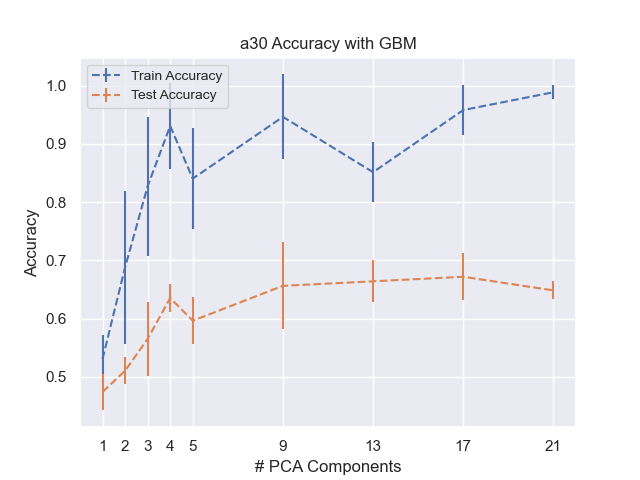 a30 Accuracy with GBM
Train Accuracy
Test Accuracy
Accuracy
1.0
0.9
0.8
0.7
0.6
0.5
1 2 3 4 5 9 13 17 21
# PCA Components